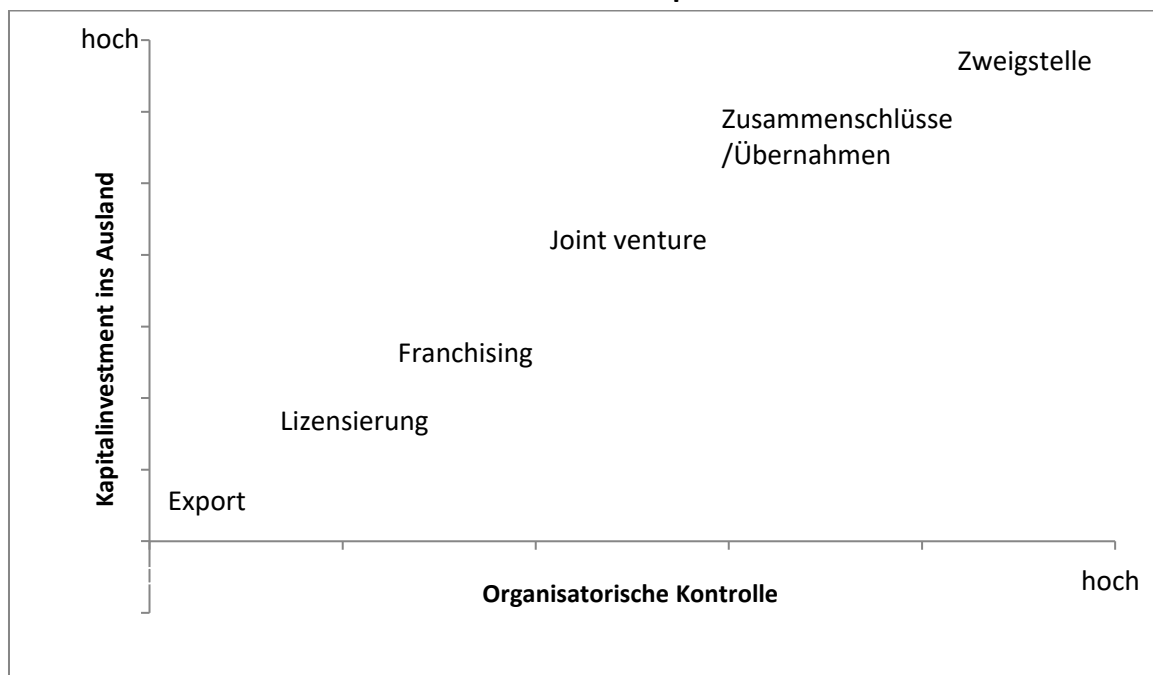 hoch
Zweigstelle
Zusammenschlüsse
/Übernahmen
Joint venture
Franchising
Lizensierung
Export
Kapitalinvestment ins Ausland
hoch
Organisatorische Kontrolle